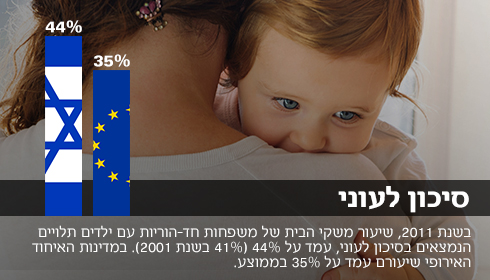 44%
35%
סיכון לעוני
בשנת 2011, שיעור משקי הבית של משפחות חד-הוריות עם ילדים תלויים
הנמצאים בסיכון לעוני, עמד על 44% (41% בשנת 2001). במדינות האיחוד
האירופי שיעורם עמד על 35% בממוצע.